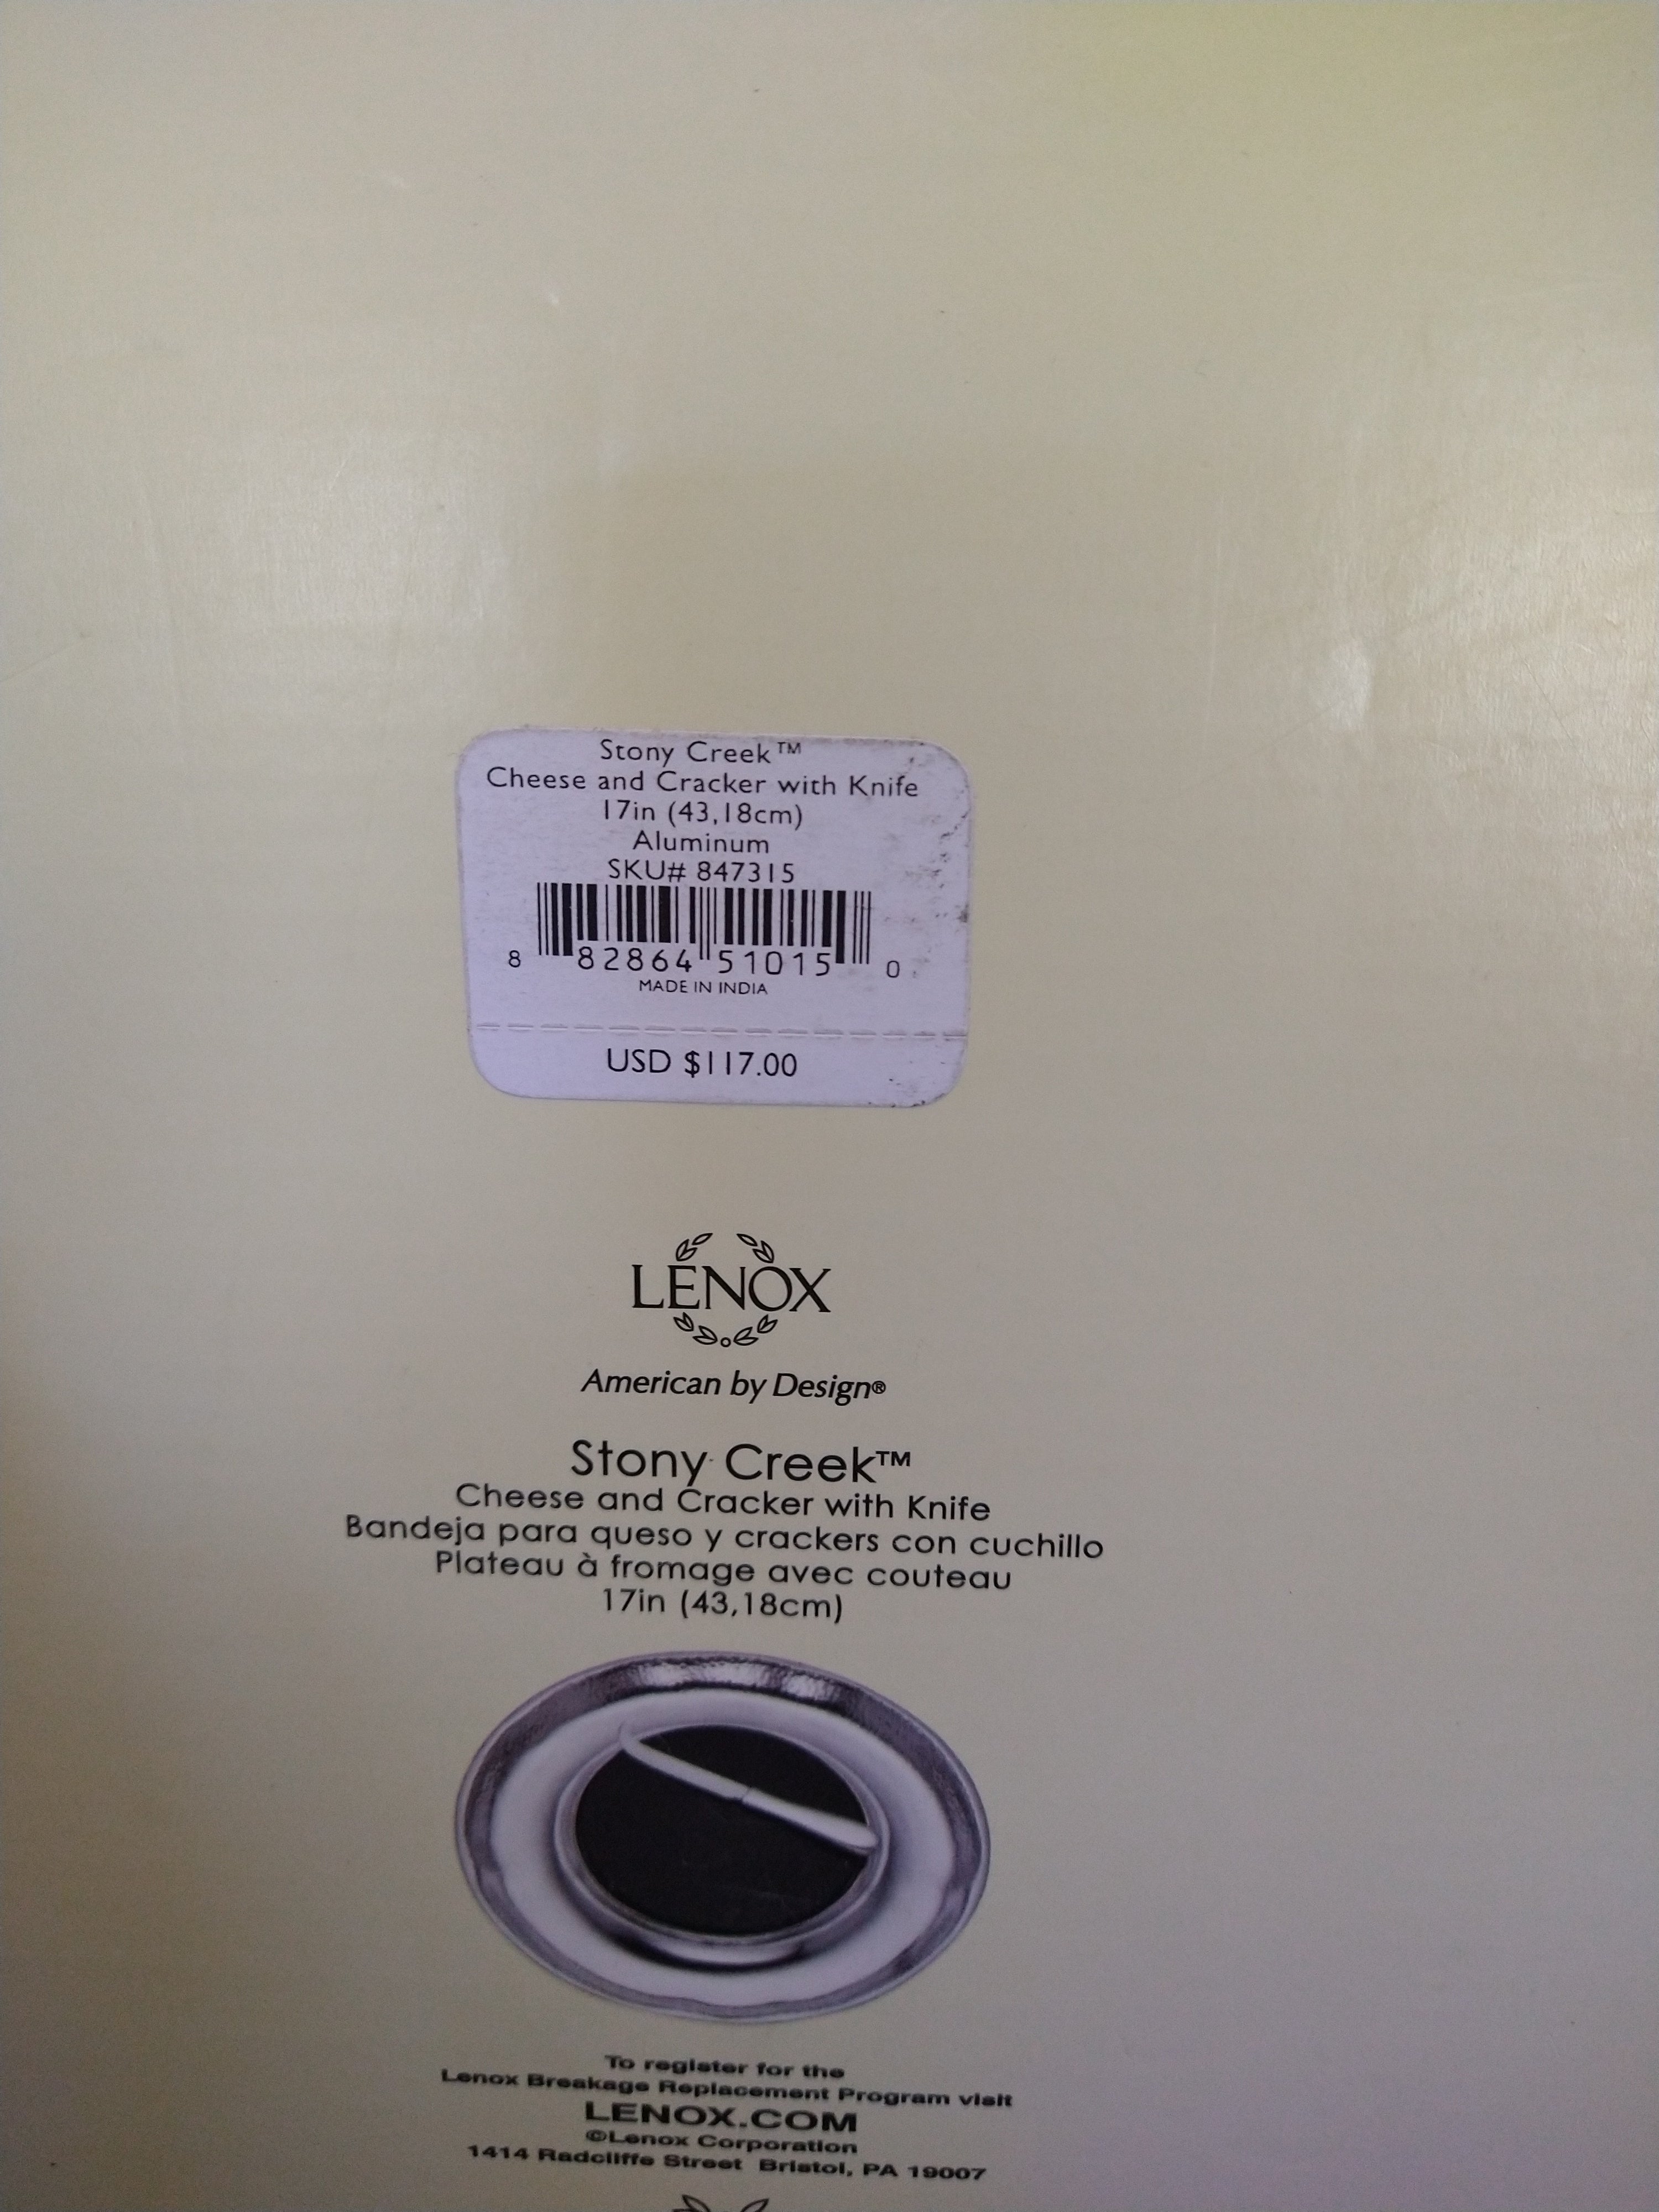 Stony Creek™
Cheese and Cracker with Knife
17in (43,18cm)
Aluminum
SKU# 847315
8 82864 51015 0
MADE IN INDIA
USD $117.00
LENOX
American by Design®
Stony Creek™
Cheese and Cracker with Knife
Bandeja para queso y crackers con cuchillo
Plateau à fromage avec couteau
17in (43,18cm)
To register for the
Lenox Breakage Replacement Program visit
LENOX.COM
©Lenox Corporation
1414 Radcliffe Street Bristol, PA 19007